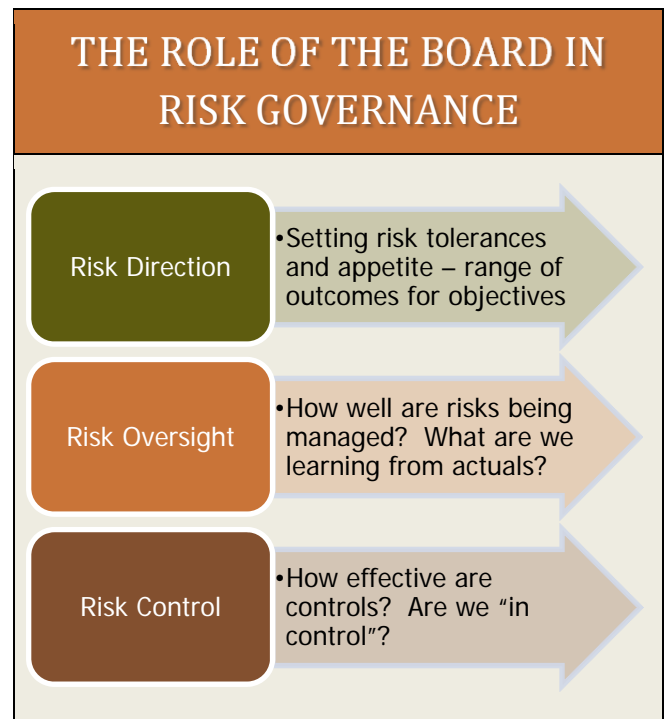 THE ROLE OF THE BOARD IN
RISK GOVERNANCE
Risk Direction
•Setting risk tolerances
and appetite – range of
outcomes for objectives
Risk Oversight
•How well are risks being
managed?  What are we
learning from actuals?
Risk Control
•How effective are
controls?  Are we “in
control”?